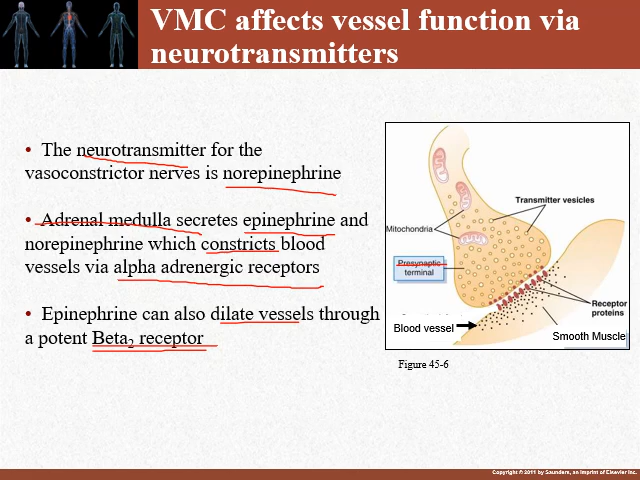 VMC affects vessel function via
neurotransmitters
• The neurotransmitter for the
vasoconstrictor nerves is norepinephrine
• Adrenal medulla secretes epinephrine and
norepinephrine which constricts blood
vessels via alpha adrenergic receptors
• Epinephrine can also dilate vessels through
a potent Beta2 receptor
Transmitter vesicles
Mitochondria
Presynaptic
terminal
Receptor
proteins
Blood vessel
Smooth Muscle
Figure 45-6
Copyright © 2011 by Saunders, an imprint of Elsevier Inc.